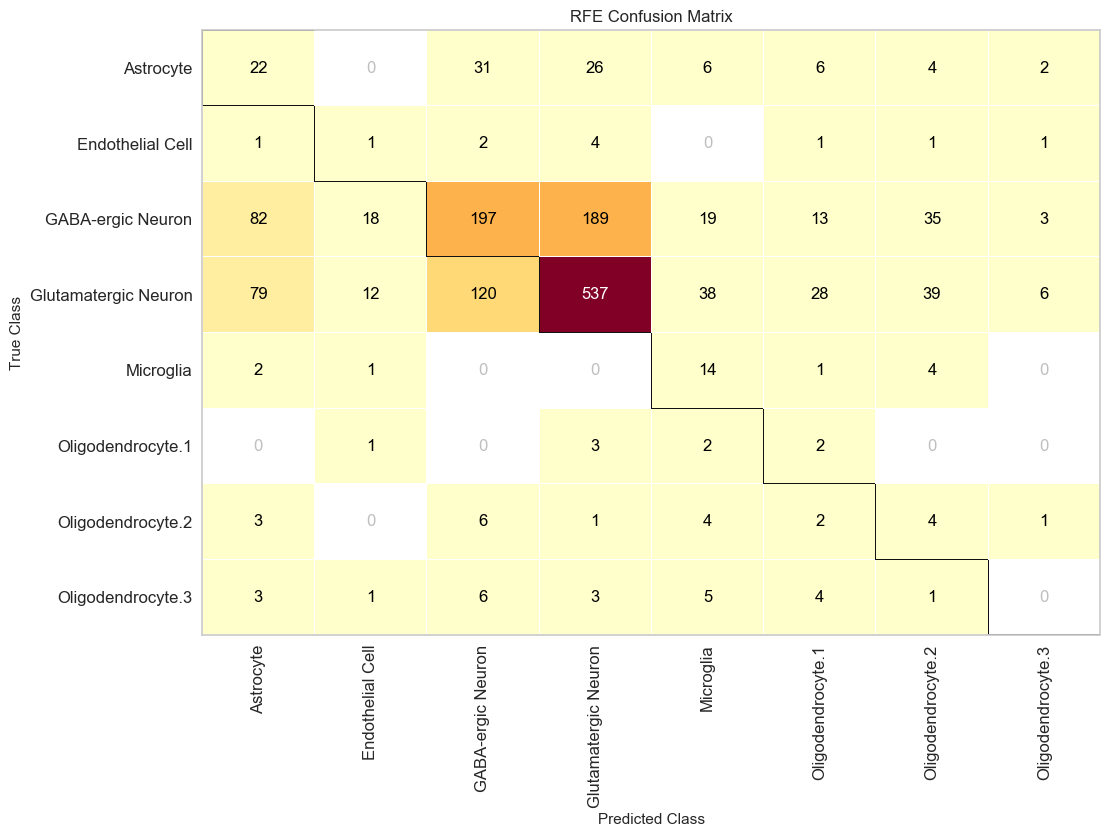 RFE Confusion Matrix
True Class
Astrocyte 22 0 31 26 6 6 4 2
Endothelial Cell 1 1 2 4 0 1 1 1
GABA-ergic Neuron 82 18 197 189 19 13 35 3
Glutamatergic Neuron 79 12 120 537 38 28 39 6
Microglia 2 1 0 0 14 1 4 0
Oligodendrocyte.1 0 1 0 3 2 2 0 0
Oligodendrocyte.2 3 0 6 1 4 2 4 1
Oligodendrocyte.3 3 1 6 3 5 4 1 0
Astrocyte
Endothelial Cell
GABA-ergic Neuron
Glutamatergic Neuron
Microglia
Oligodendrocyte.1
Oligodendrocyte.2
Oligodendrocyte.3
Predicted Class